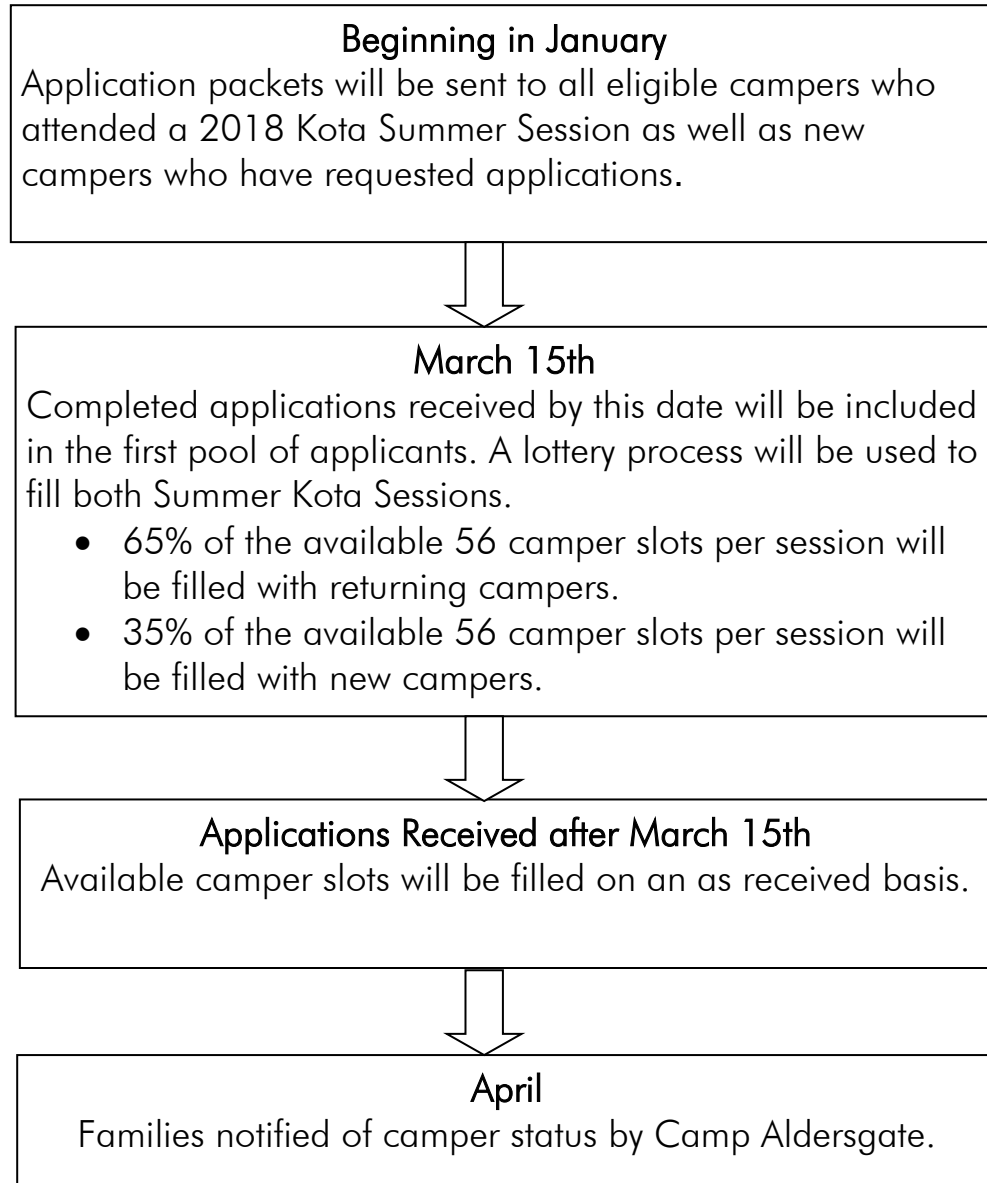 Beginning in January
Application packets will be sent to all eligible campers who
attended a 2018 Kota Summer Session as well as new
campers who have requested applications.
March 15th
Completed applications received by this date will be included
in the first pool of applicants. A lottery process will be used to
fill both Summer Kota Sessions.
• 65% of the available 56 camper slots per session will
be filled with returning campers.
• 35% of the available 56 camper slots per session will
be filled with new campers.
Applications Received after March 15th
Available camper slots will be filled on an as received basis.
April
Families notified of camper status by Camp Aldersgate.